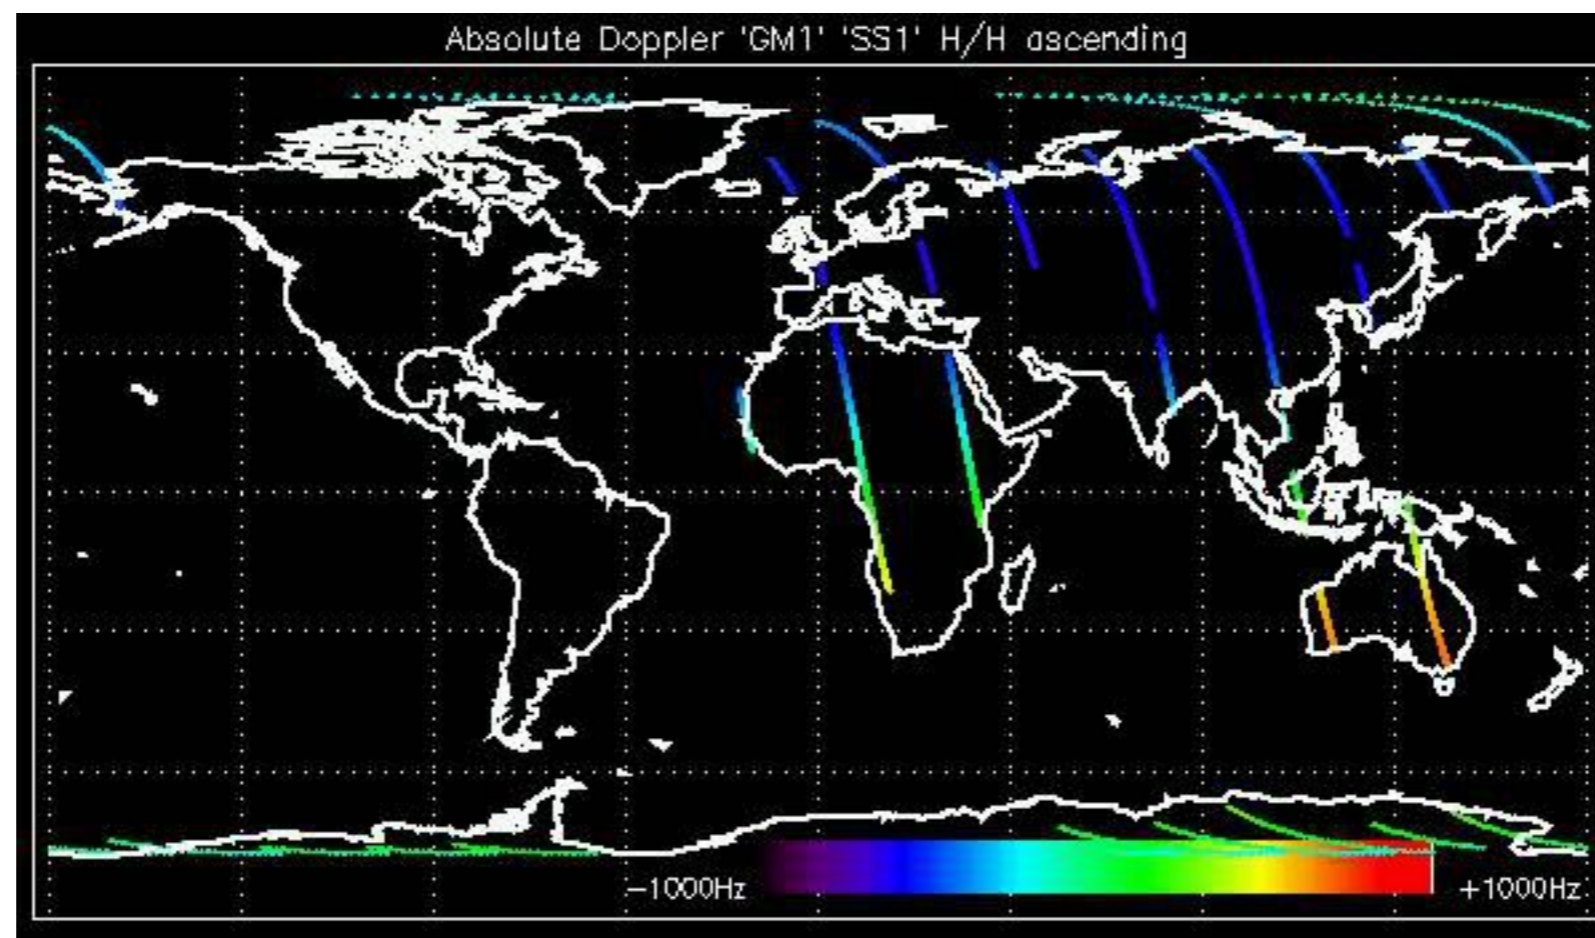 Absolute Doppler 'GM1' 'SS1' H/H ascending
-1000Hz +1000Hz